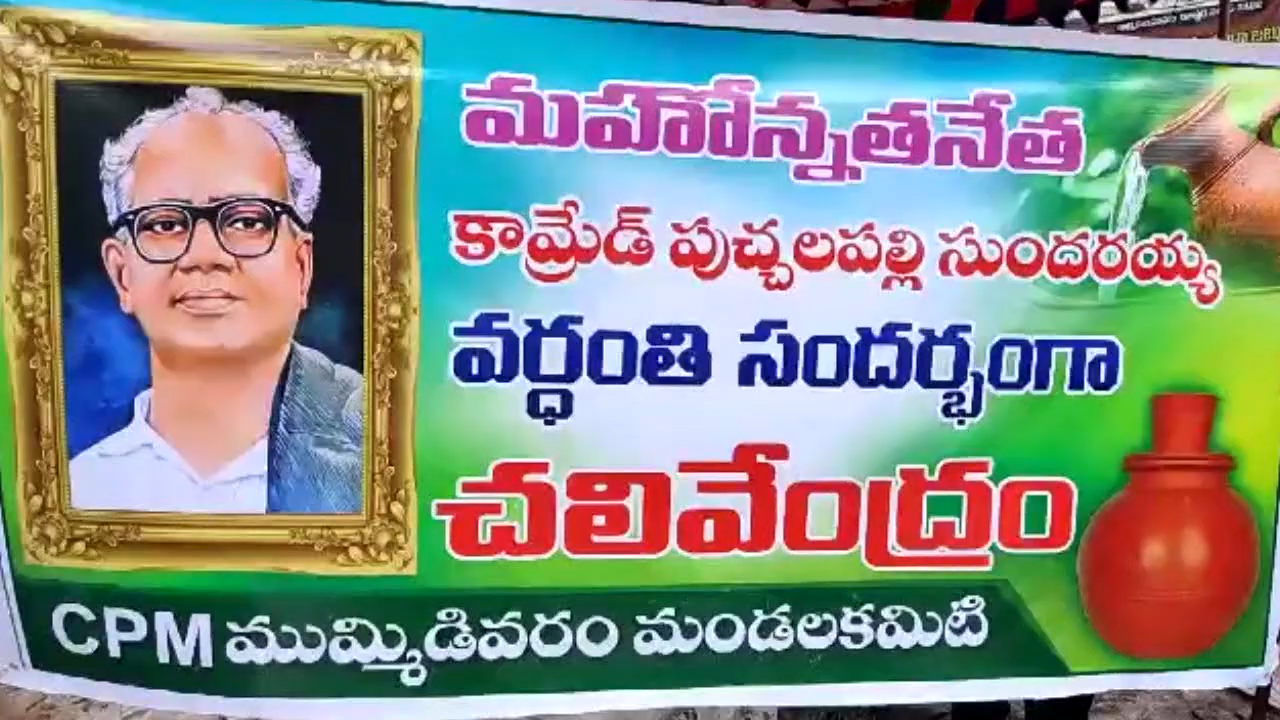 మహోన్నతనేత
కామ్రేడ్ పుచ్చలపల్లి సుందరయ్య
వర్ధంతి సందర్భంగా
చలివేంద్రం
CPM ముమ్మిడివరం మండలకమిటి